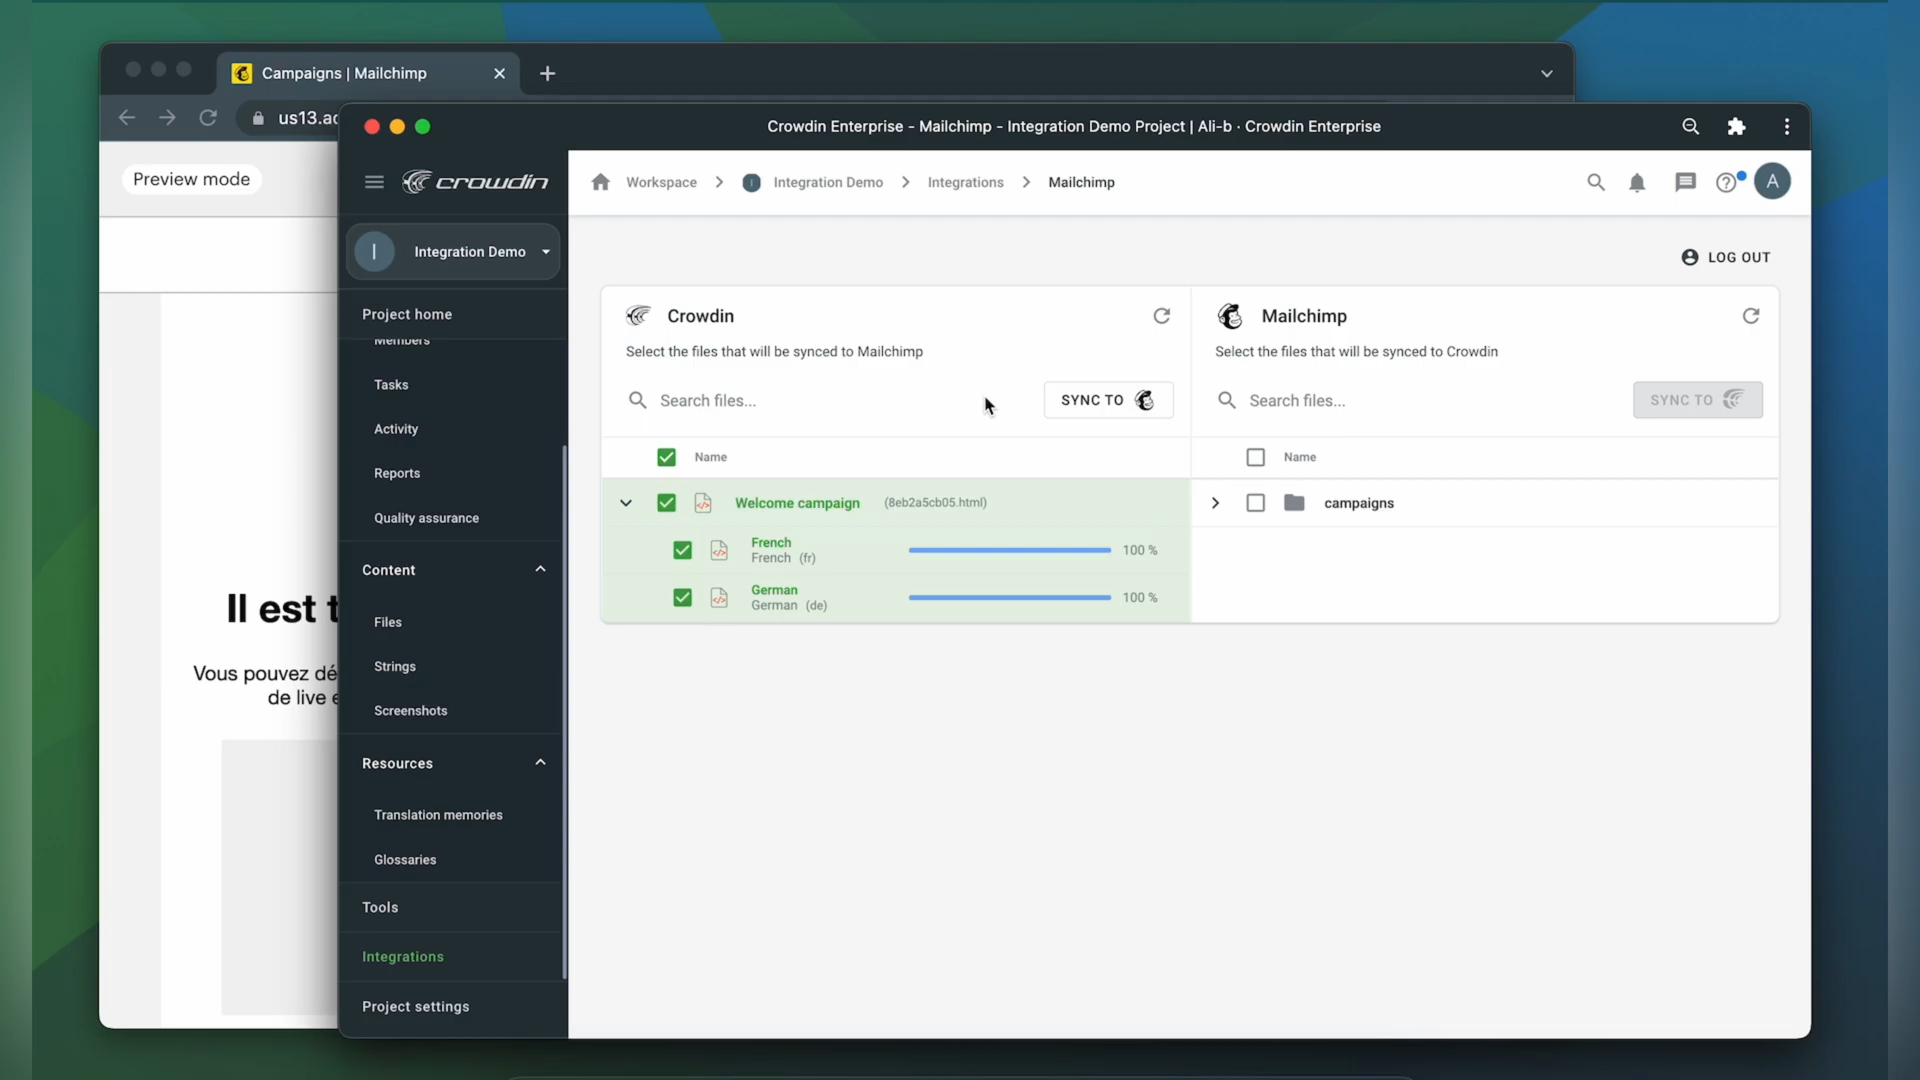 Campaigns | Mailchimp
us13.ad
Preview mode
Il est t
Vous pouvez dé
de live e
Crowdin Enterprise - Mailchimp - Integration Demo Project | Ali-b · Crowdin Enterprise
crowdin
I Integration Demo
Project home
Members
Tasks
Activity
Reports
Quality assurance
Content
Files
Strings
Screenshots
Resources
Translation memories
Glossaries
Tools
Integrations
Project settings
Workspace > I Integration Demo > Integrations > Mailchimp
A
LOG OUT
Crowdin
Select the files that will be synced to Mailchimp
Search files...
SYNC TO
Name
Welcome campaign (8eb2a5cb05.html)
French
French (fr)
100 %
German
German (de)
100 %
Mailchimp
Select the files that will be synced to Crowdin
Search files...
SYNC TO
Name
campaigns